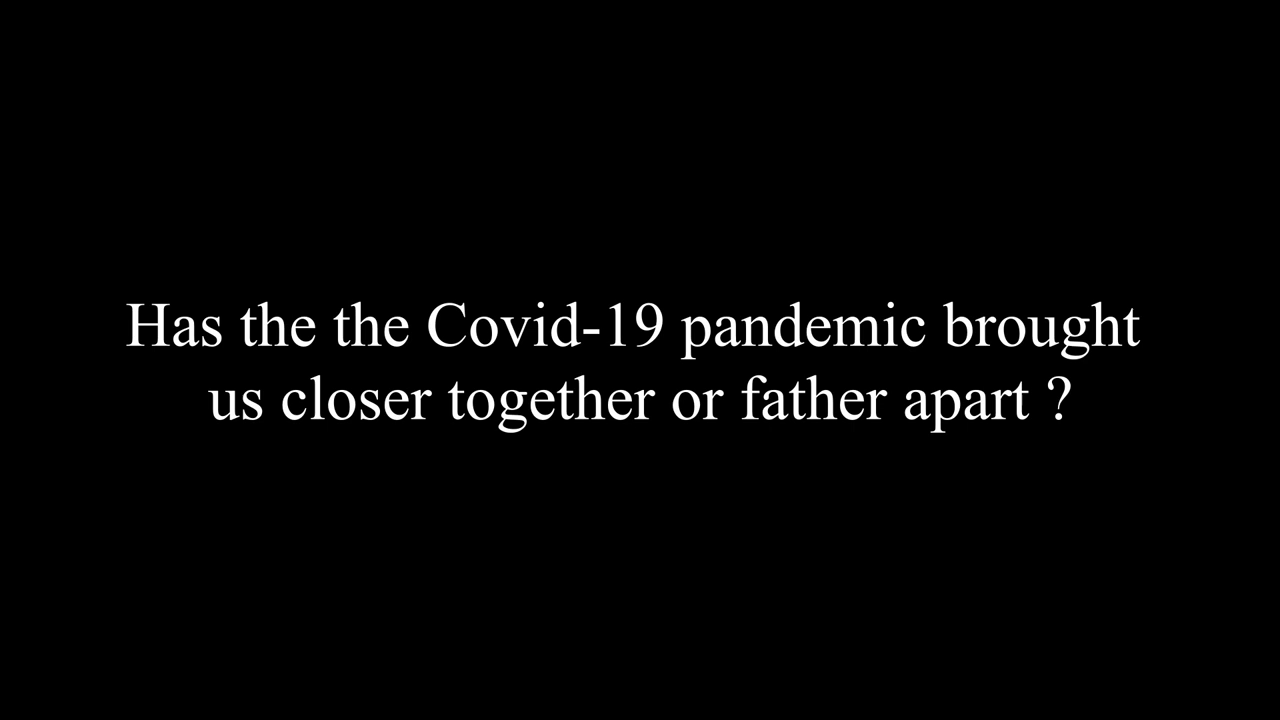 Has the the Covid-19 pandemic brought
us closer together or father apart ?